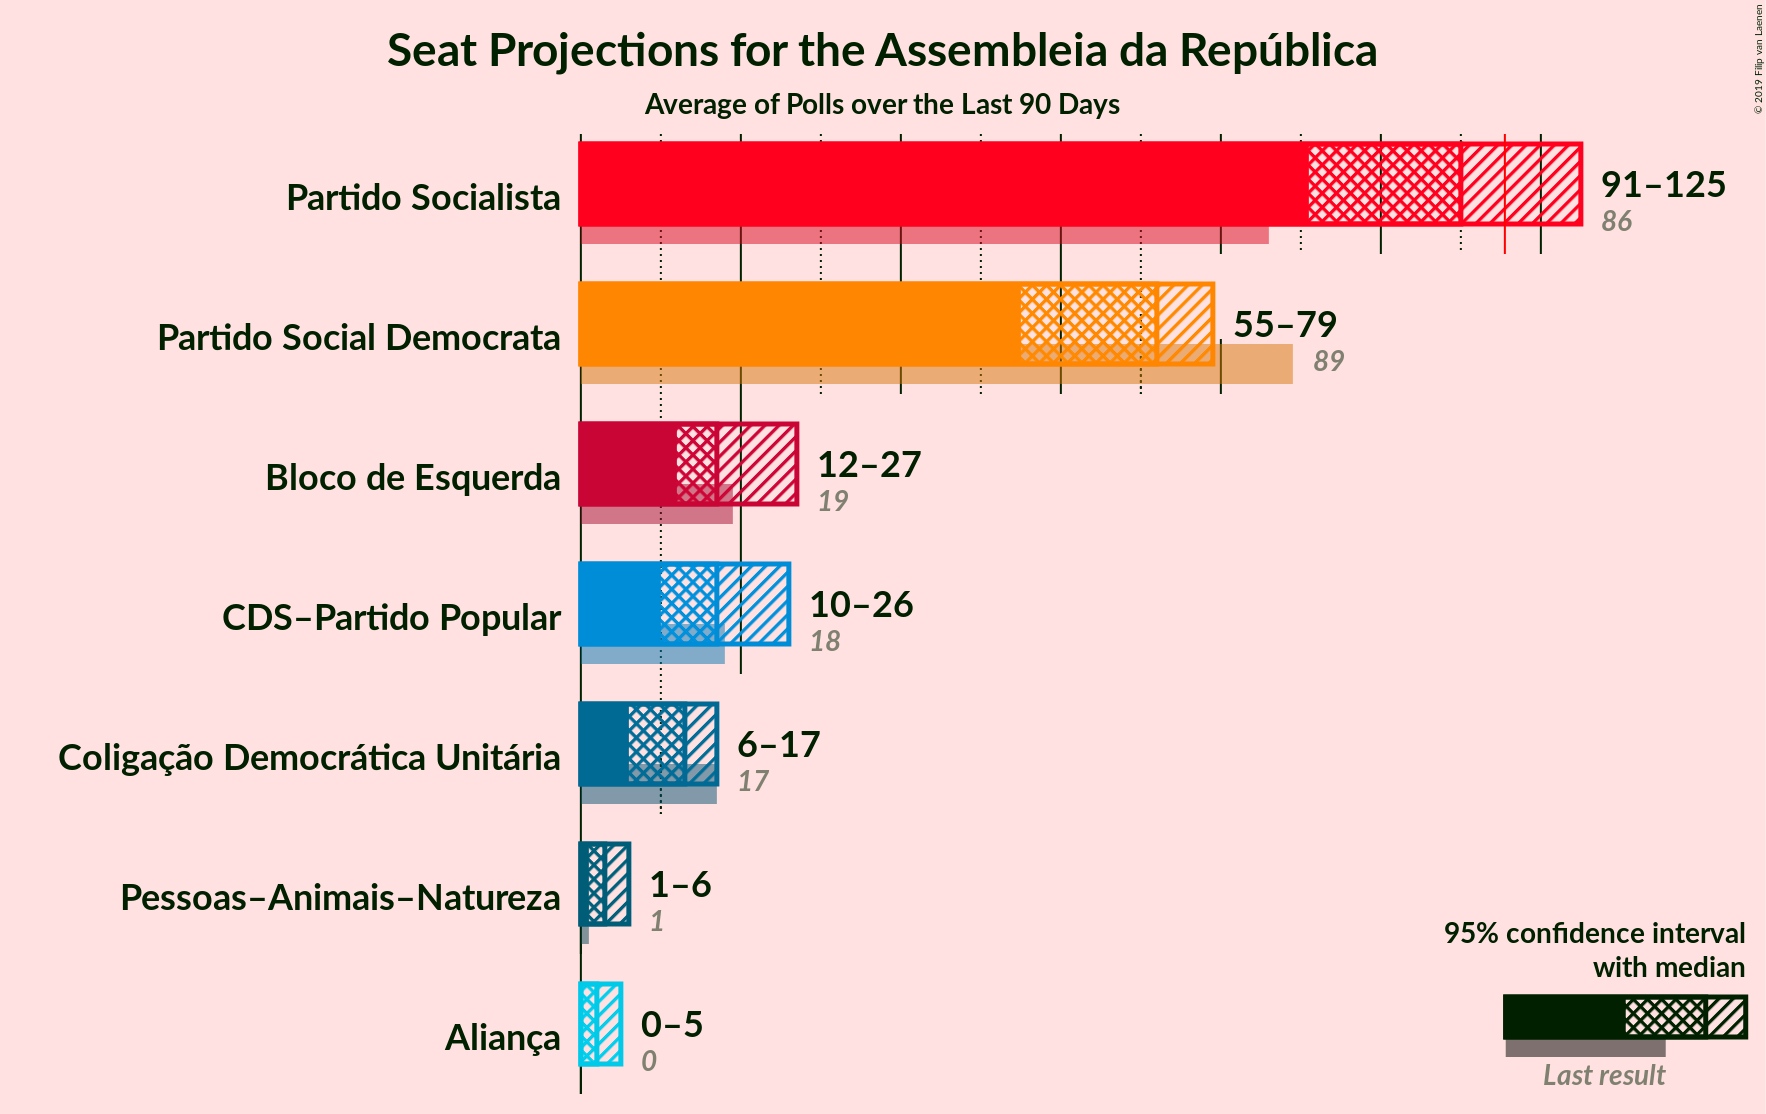 Seat Projections for the Assembleia da República
Average of Polls over the Last 90 Days
© 2019 Filip van Laenen
Partido Socialista
91–125
86
Partido Social Democrata
55–79
89
Bloco de Esquerda
12–27
19
CDS–Partido Popular
10–26
18
Coligação Democrática Unitária
6–17
17
Pessoas–Animais–Natureza
1–6
1
Aliança
0–5
0
95% confidence interval
with median
Last result